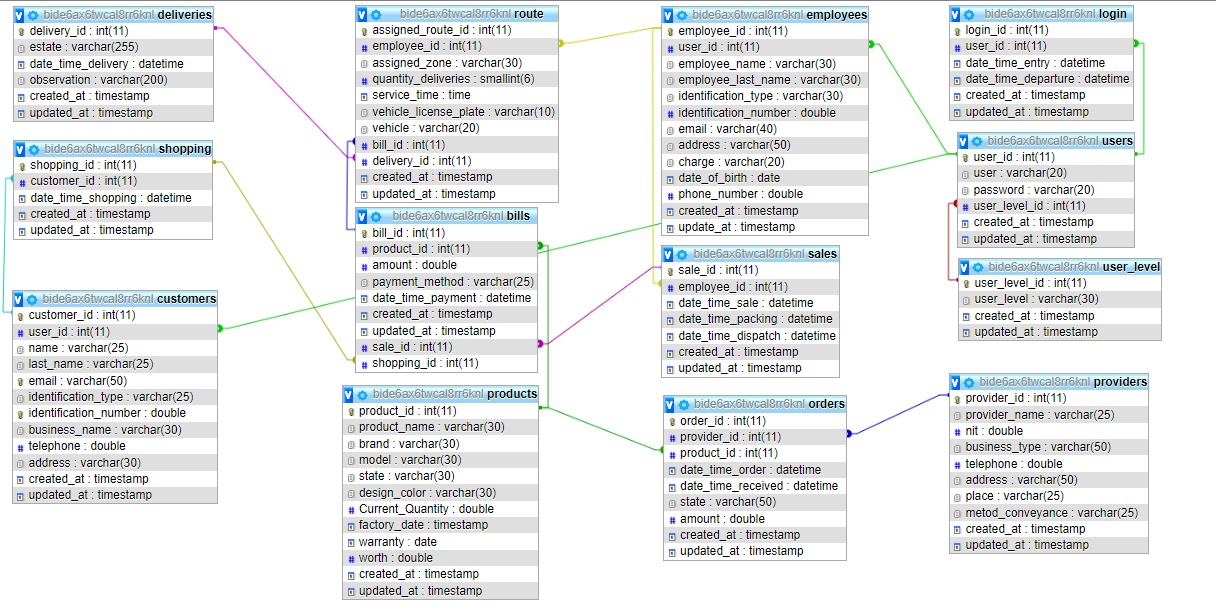 bide6ax6twcal8rr6knl deliveries
delivery_id : int(11)
estate : varchar(255)
date_time_delivery : datetime
observation : varchar(200)
created_at : timestamp
updated_at : timestamp
bide6ax6twcal8rr6knl shopping
shopping_id : int(11)
customer_id : int(11)
date_time_shopping : datetime
created_at : timestamp
updated_at : timestamp
bide6ax6twcal8rr6knl customers
customer_id : int(11)
user_id : int(11)
name : varchar(25)
last_name : varchar(25)
email : varchar(50)
identification_type : varchar(25)
identification_number : double
business_name : varchar(30)
telephone : double
address : varchar(30)
created_at : timestamp
updated_at : timestamp
bide6ax6twcal8rr6knl route
assigned_route_id : int(11)
employee_id : int(11)
assigned_zone : varchar(30)
quantity_deliveries : smallint(6)
service_time : time
vehicle_license_plate : varchar(10)
vehicle : varchar(20)
bill_id : int(11)
delivery_id : int(11)
created_at : timestamp
updated_at : timestamp
bide6ax6twcal8rr6knl bills
bill_id : int(11)
product_id : int(11)
amount : double
payment_method : varchar(25)
date_time_payment : datetime
created_at : timestamp
updated_at : timestamp
sale_id : int(11)
shopping_id : int(11)
bide6ax6twcal8rr6knl products
product_id : int(11)
product_name : varchar(30)
brand : varchar(30)
model : varchar(30)
state : varchar(30)
design_color : varchar(30)
Current_Quantity : double
factory_date : timestamp
warranty : date
worth : double
created_at : timestamp
updated_at : timestamp
bide6ax6twcal8rr6knl employees
employee_id : int(11)
user_id : int(11)
employee_name : varchar(30)
employee_last_name : varchar(30)
identification_type : varchar(30)
identification_number : double
email : varchar(40)
address : varchar(50)
charge : varchar(20)
date_of_birth : date
phone_number : double
created_at : timestamp
update_at : timestamp
bide6ax6twcal8rr6knl sales
sale_id : int(11)
employee_id : int(11)
date_time_sale : datetime
date_time_packing : datetime
date_time_dispatch : datetime
created_at : timestamp
updated_at : timestamp
bide6ax6twcal8rr6knl orders
order_id : int(11)
provider_id : int(11)
product_id : int(11)
date_time_order : datetime
date_time_received : datetime
state : varchar(50)
amount : double
created_at : timestamp
updated_at : timestamp
bide6ax6twcal8rr6knl login
login_id : int(11)
user_id : int(11)
date_time_entry : datetime
date_time_departure : datetime
created_at : timestamp
updated_at : timestamp
bide6ax6twcal8rr6knl users
user_id : int(11)
user : varchar(20)
password : varchar(20)
user_level_id : int(11)
created_at : timestamp
updated_at : timestamp
bide6ax6twcal8rr6knl user_level
user_level_id : int(11)
user_level : varchar(30)
created_at : timestamp
updated_at : timestamp
bide6ax6twcal8rr6knl providers
provider_id : int(11)
provider_name : varchar(25)
nit : double
business_type : varchar(50)
telephone : double
address : varchar(50)
place : varchar(25)
metod_conveyance : varchar(25)
created_at : timestamp
updated_at : timestamp